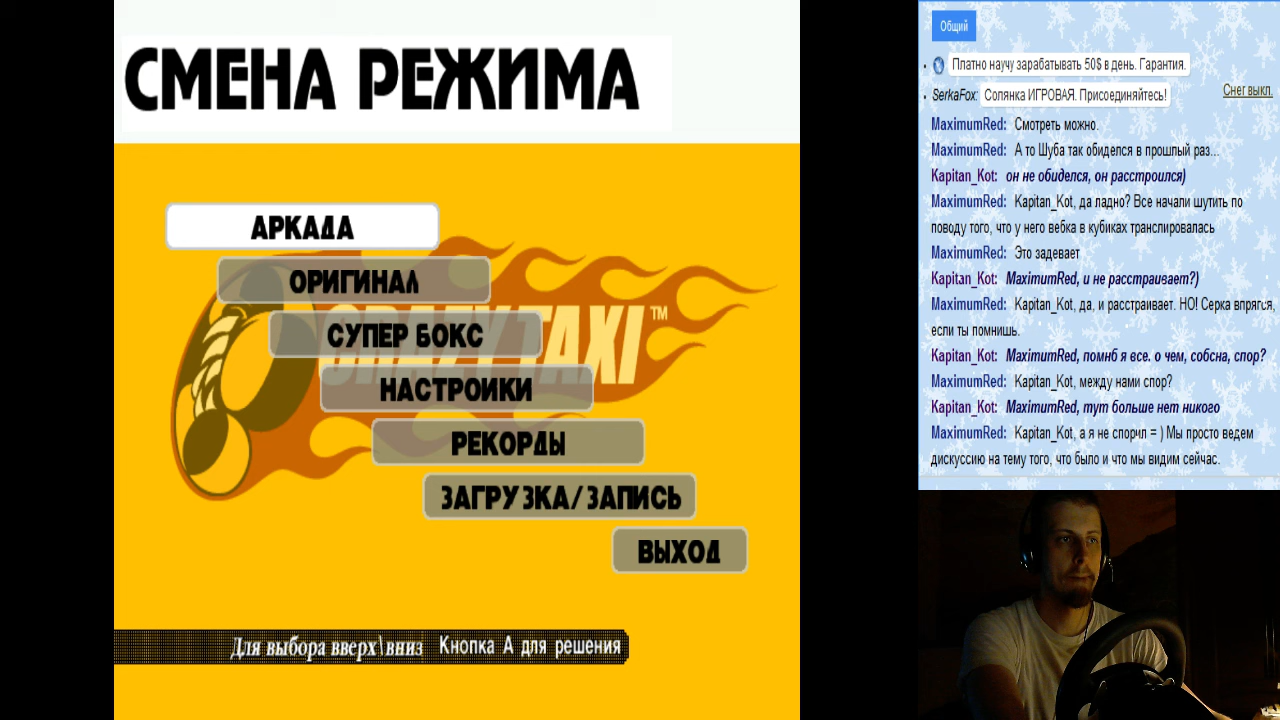 СМЕНА РЕЖИМА
АРКАДА
ОРИГИНАЛ
СУПЕР БОКС
CRAZY TAXI™
НАСТРОИКИ
РЕКОРДЫ
ЗАГРУЗКА/ЗАПИСЬ
ВЫХОД
Для выбора вверх\вниз Кнопка А для решения
Общий
Платно научу зарабатывать 50$ в день. Гарантия.
SerkaFox: Солянка ИГРОВАЯ. Присоединяйтесь!
Снег выкл.
MaximumRed: Смотреть можно.
MaximumRed: А то Шуба так обиделся в прошлый раз...
Kapitan_Kot: он не обиделся, он расстроился)
MaximumRed: Kapitan_Kot, да ладно? Все начали шутить по
поводу того, что у него вебка в кубиках транслировалась
MaximumRed: Это задевает
Kapitan_Kot: MaximumRed, и не расстраивает?)
MaximumRed: Kapitan_Kot, да, и расстраивает. НО! Серка впрягся,
если ты помнишь.
Kapitan_Kot: MaximumRed, помнб я все. о чем, собсна, спор?
MaximumRed: Kapitan_Kot, между нами спор?
Kapitan_Kot: MaximumRed, тут больше нет никого
MaximumRed: Kapitan_Kot, а я не спорил = ) Мы просто ведем
дискуссию на тему того, что было и что мы видим сейчас.